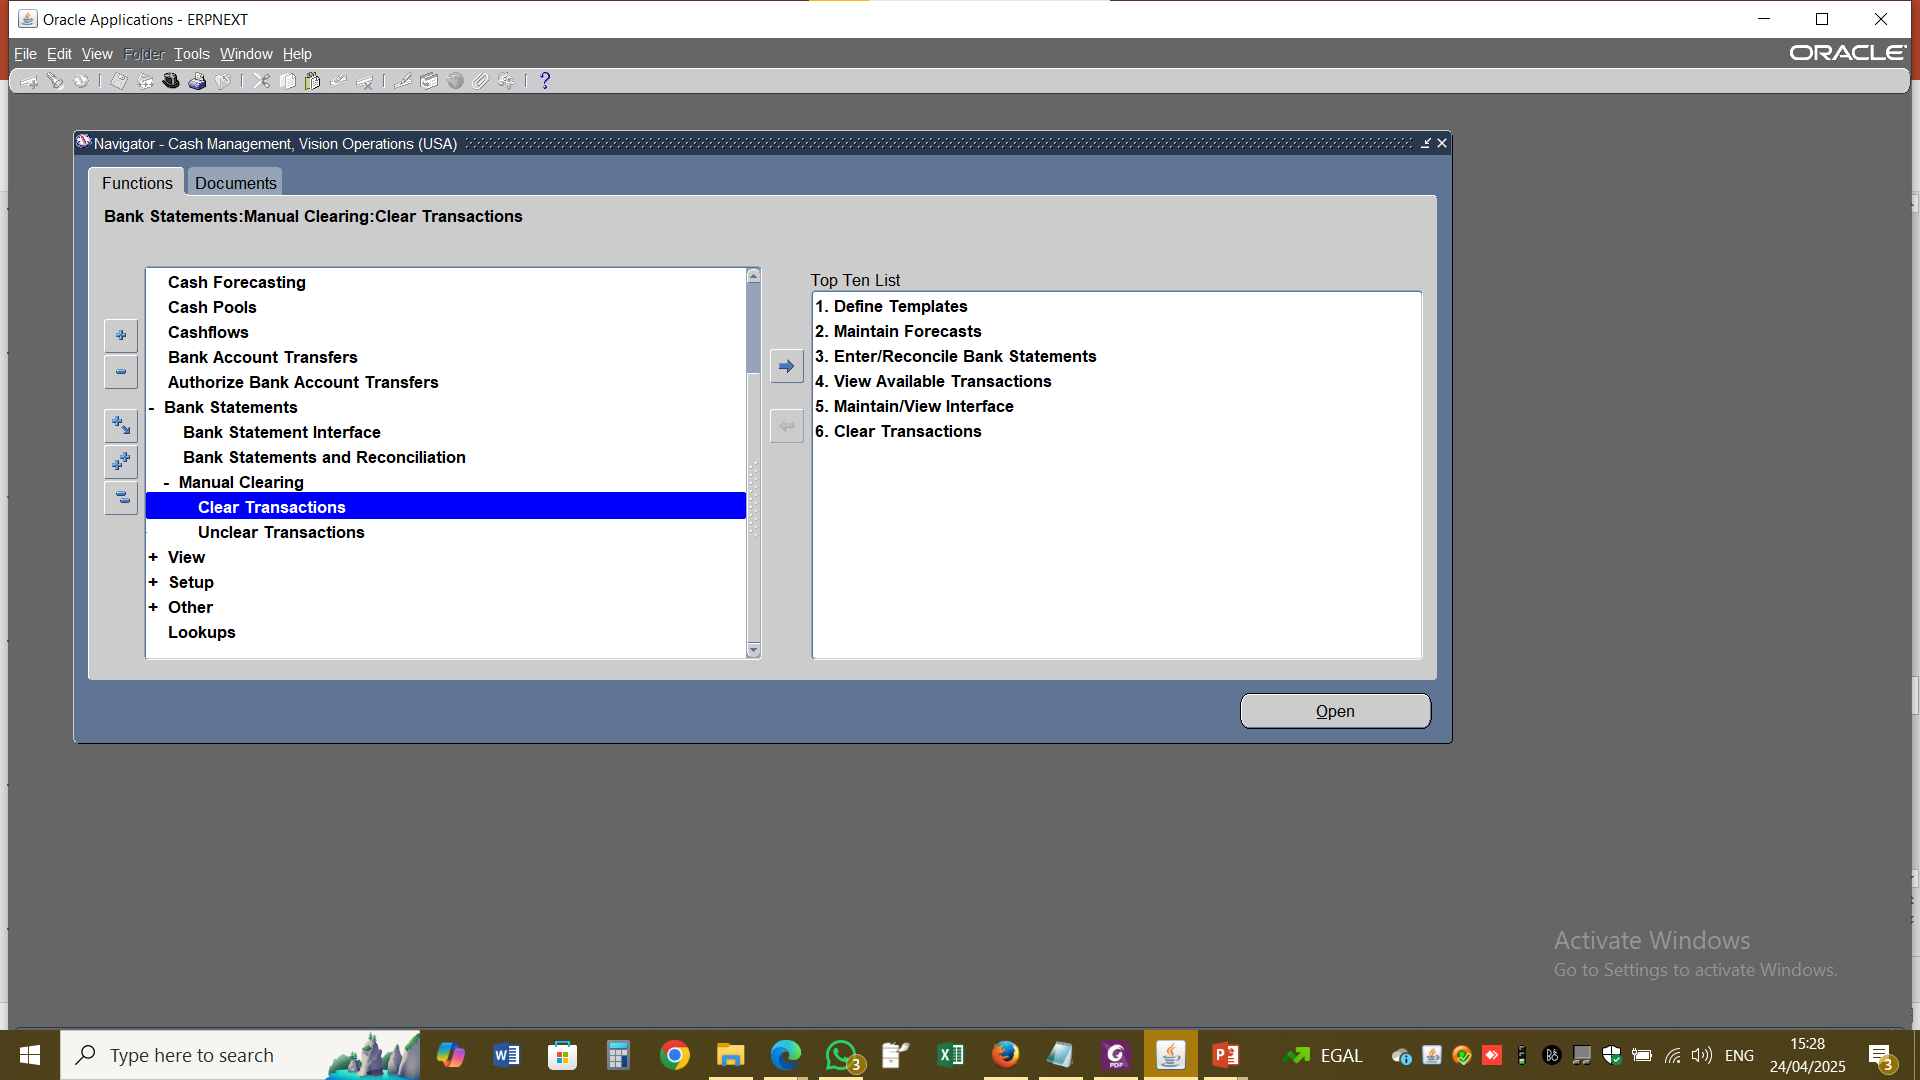 Oracle Applications - ERPNEXT
File Edit View Folder Tools Window Help
ORACLE
Navigator - Cash Management, Vision Operations (USA)
Functions Documents
Bank Statements:Manual Clearing:Clear Transactions
Cash Forecasting
Cash Pools
Cashflows
Bank Account Transfers
Authorize Bank Account Transfers
- Bank Statements
Bank Statement Interface
Bank Statements and Reconciliation
- Manual Clearing
Clear Transactions
Unclear Transactions
+ View
+ Setup
+ Other
Lookups
Top Ten List
1. Define Templates
2. Maintain Forecasts
3. Enter/Reconcile Bank Statements
4. View Available Transactions
5. Maintain/View Interface
6. Clear Transactions
Open
Activate Windows
Go to Settings to activate Windows.
Type here to search
3
PDF
EGAL
ENG
15:28
24/04/2025
3